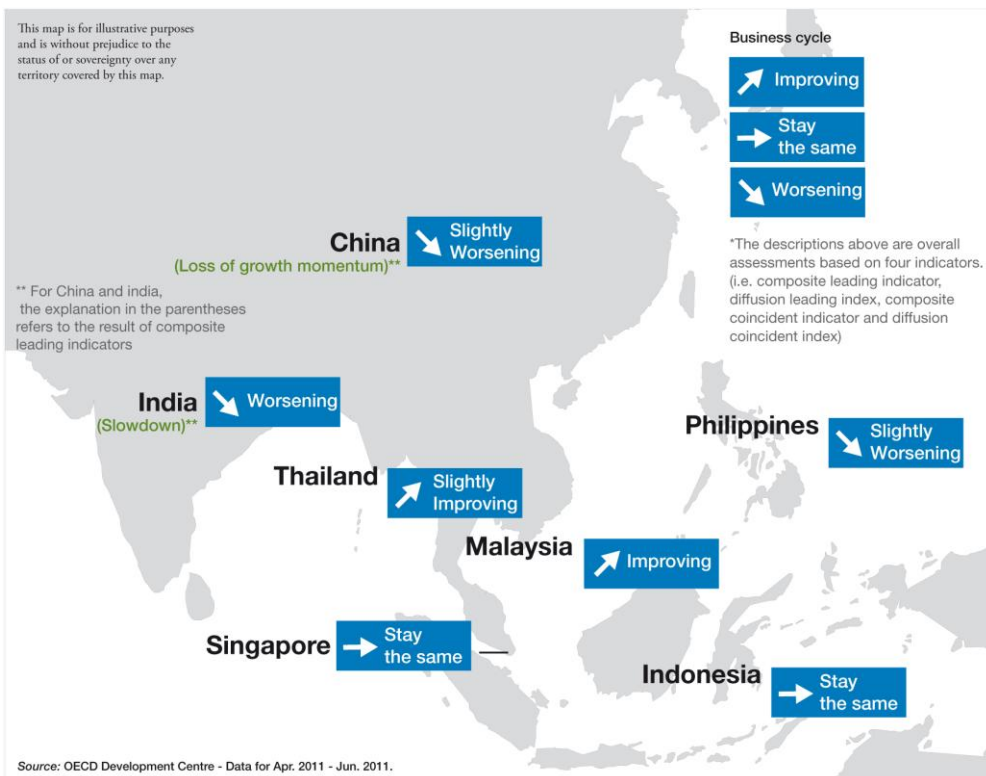 This map is for illustrative purposes
and is without prejudice to the
status of or sovereignty over any
territory covered by this map.
Business cycle
Improving
Stay
the same
Worsening
*The descriptions above are overall
assessments based on four indicators.
(i.e. composite leading indicator,
diffusion leading index, composite
coincident indicator and diffusion
coincident index)
China
(Loss of growth momentum)**
Slightly
Worsening
** For China and india,
the explanation in the parentheses
refers to the result of composite
leading indicators
India
(Slowdown)**
Worsening
Philippines
Slightly
Worsening
Thailand
Slightly
Improving
Malaysia
Improving
Singapore
Stay
the same
Indonesia
Stay
the same
Source: OECD Development Centre - Data for Apr. 2011 - Jun. 2011.